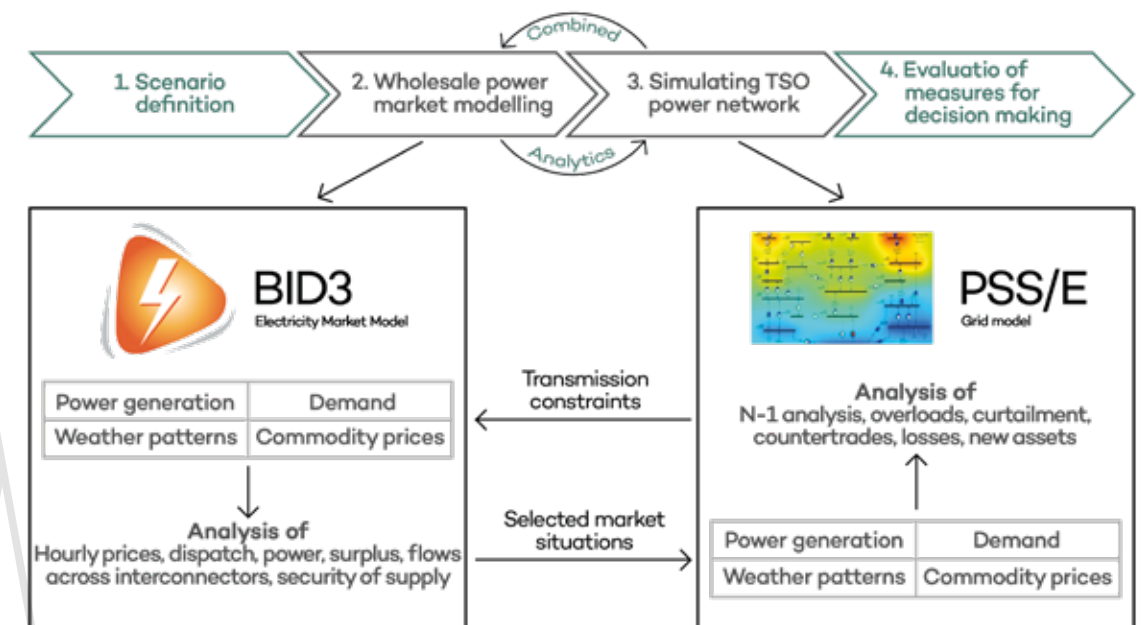 Combined
1. Scenario
definition
2. Wholesale power
market modelling
3. Simulating TSO
power network
4. Evaluatio of
measures for
decision making
Analytics
BID3
Electricity Market Model
Power generation
Demand
Weather patterns
Commodity prices
Analysis of
Hourly prices, dispatch, power, surplus, flows
across interconnectors, security of supply
Transmission
constraints
Selected market
situations
PSS/E
Grid model
Analysis of
N-1 analysis, overloads, curtailment,
countertrades, losses, new assets
Power generation
Demand
Weather patterns
Commodity prices